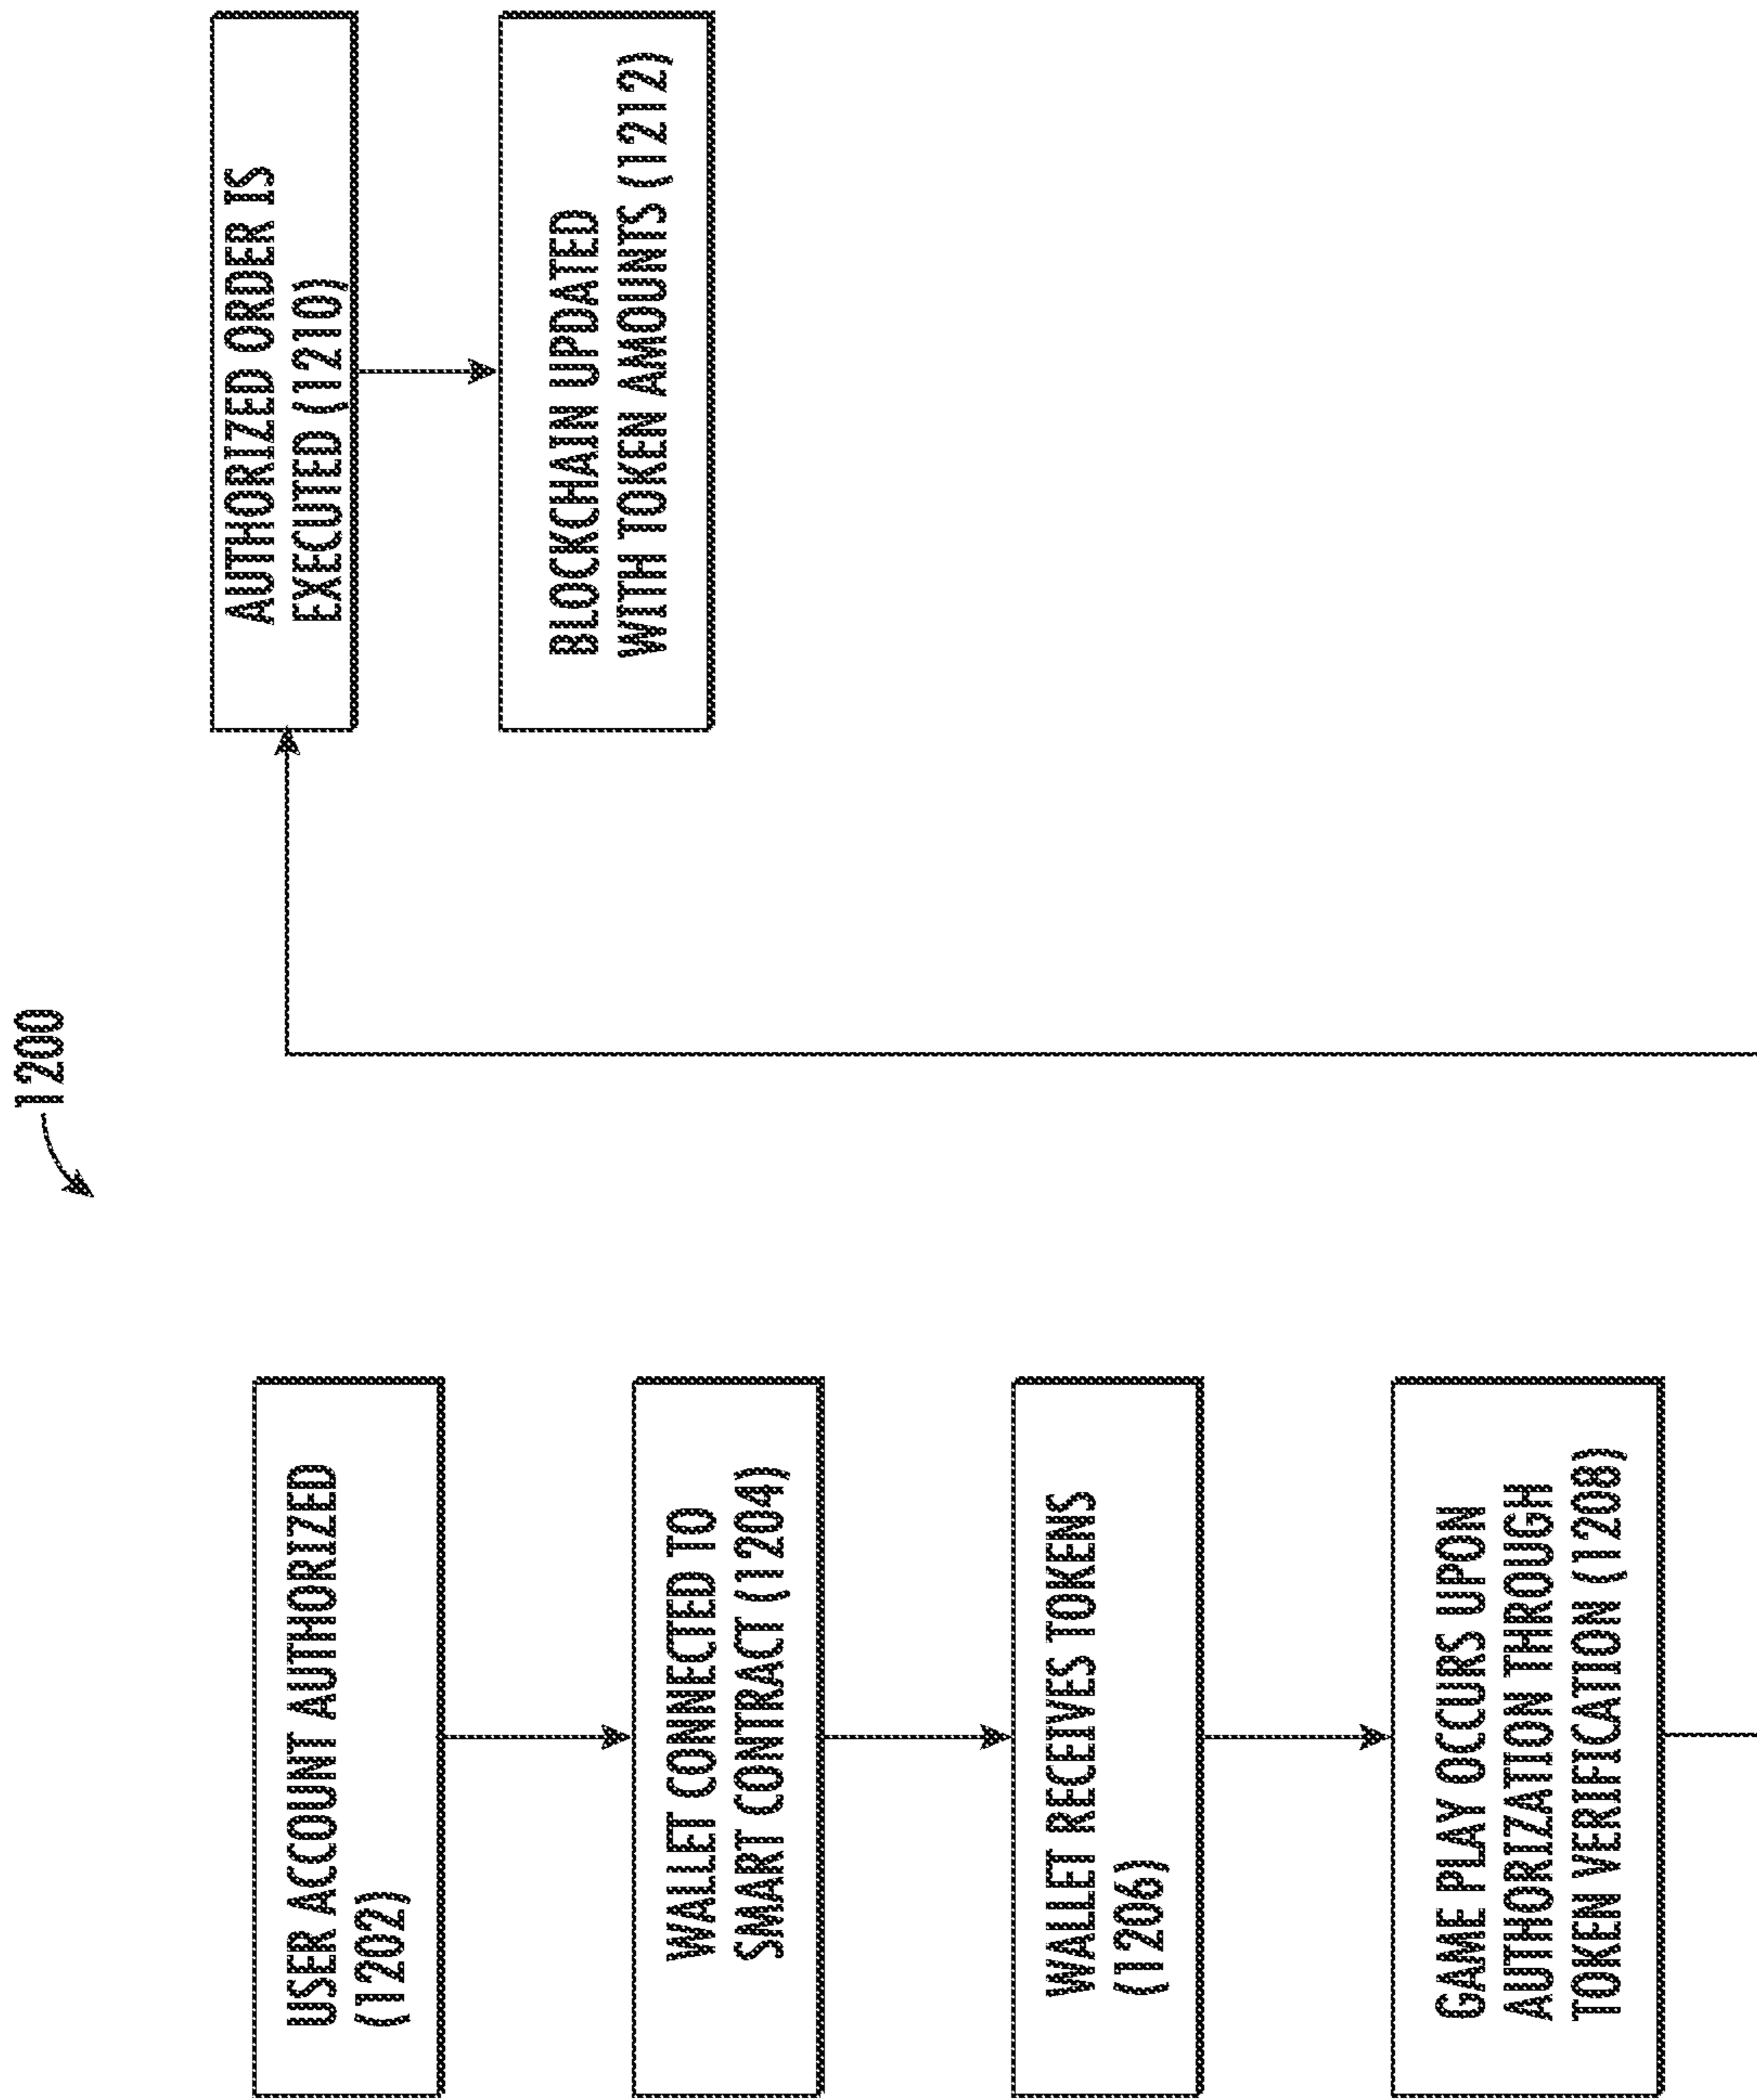 1200
USER ACCOUNT AUTHORIZED
(1202)
WALLET CONNECTED TO
SMART CONTRACT (1204)
WALLET RECEIVES TOKENS
(1206)
GAME PLAY OCCURS UPON
AUTHORIZATION THROUGH
TOKEN VERIFICATION (1208)
AUTHORIZED ORDER IS
EXECUTED (1210)
BLOCKCHAIN UPDATED
WITH TOKEN AMOUNTS (1212)